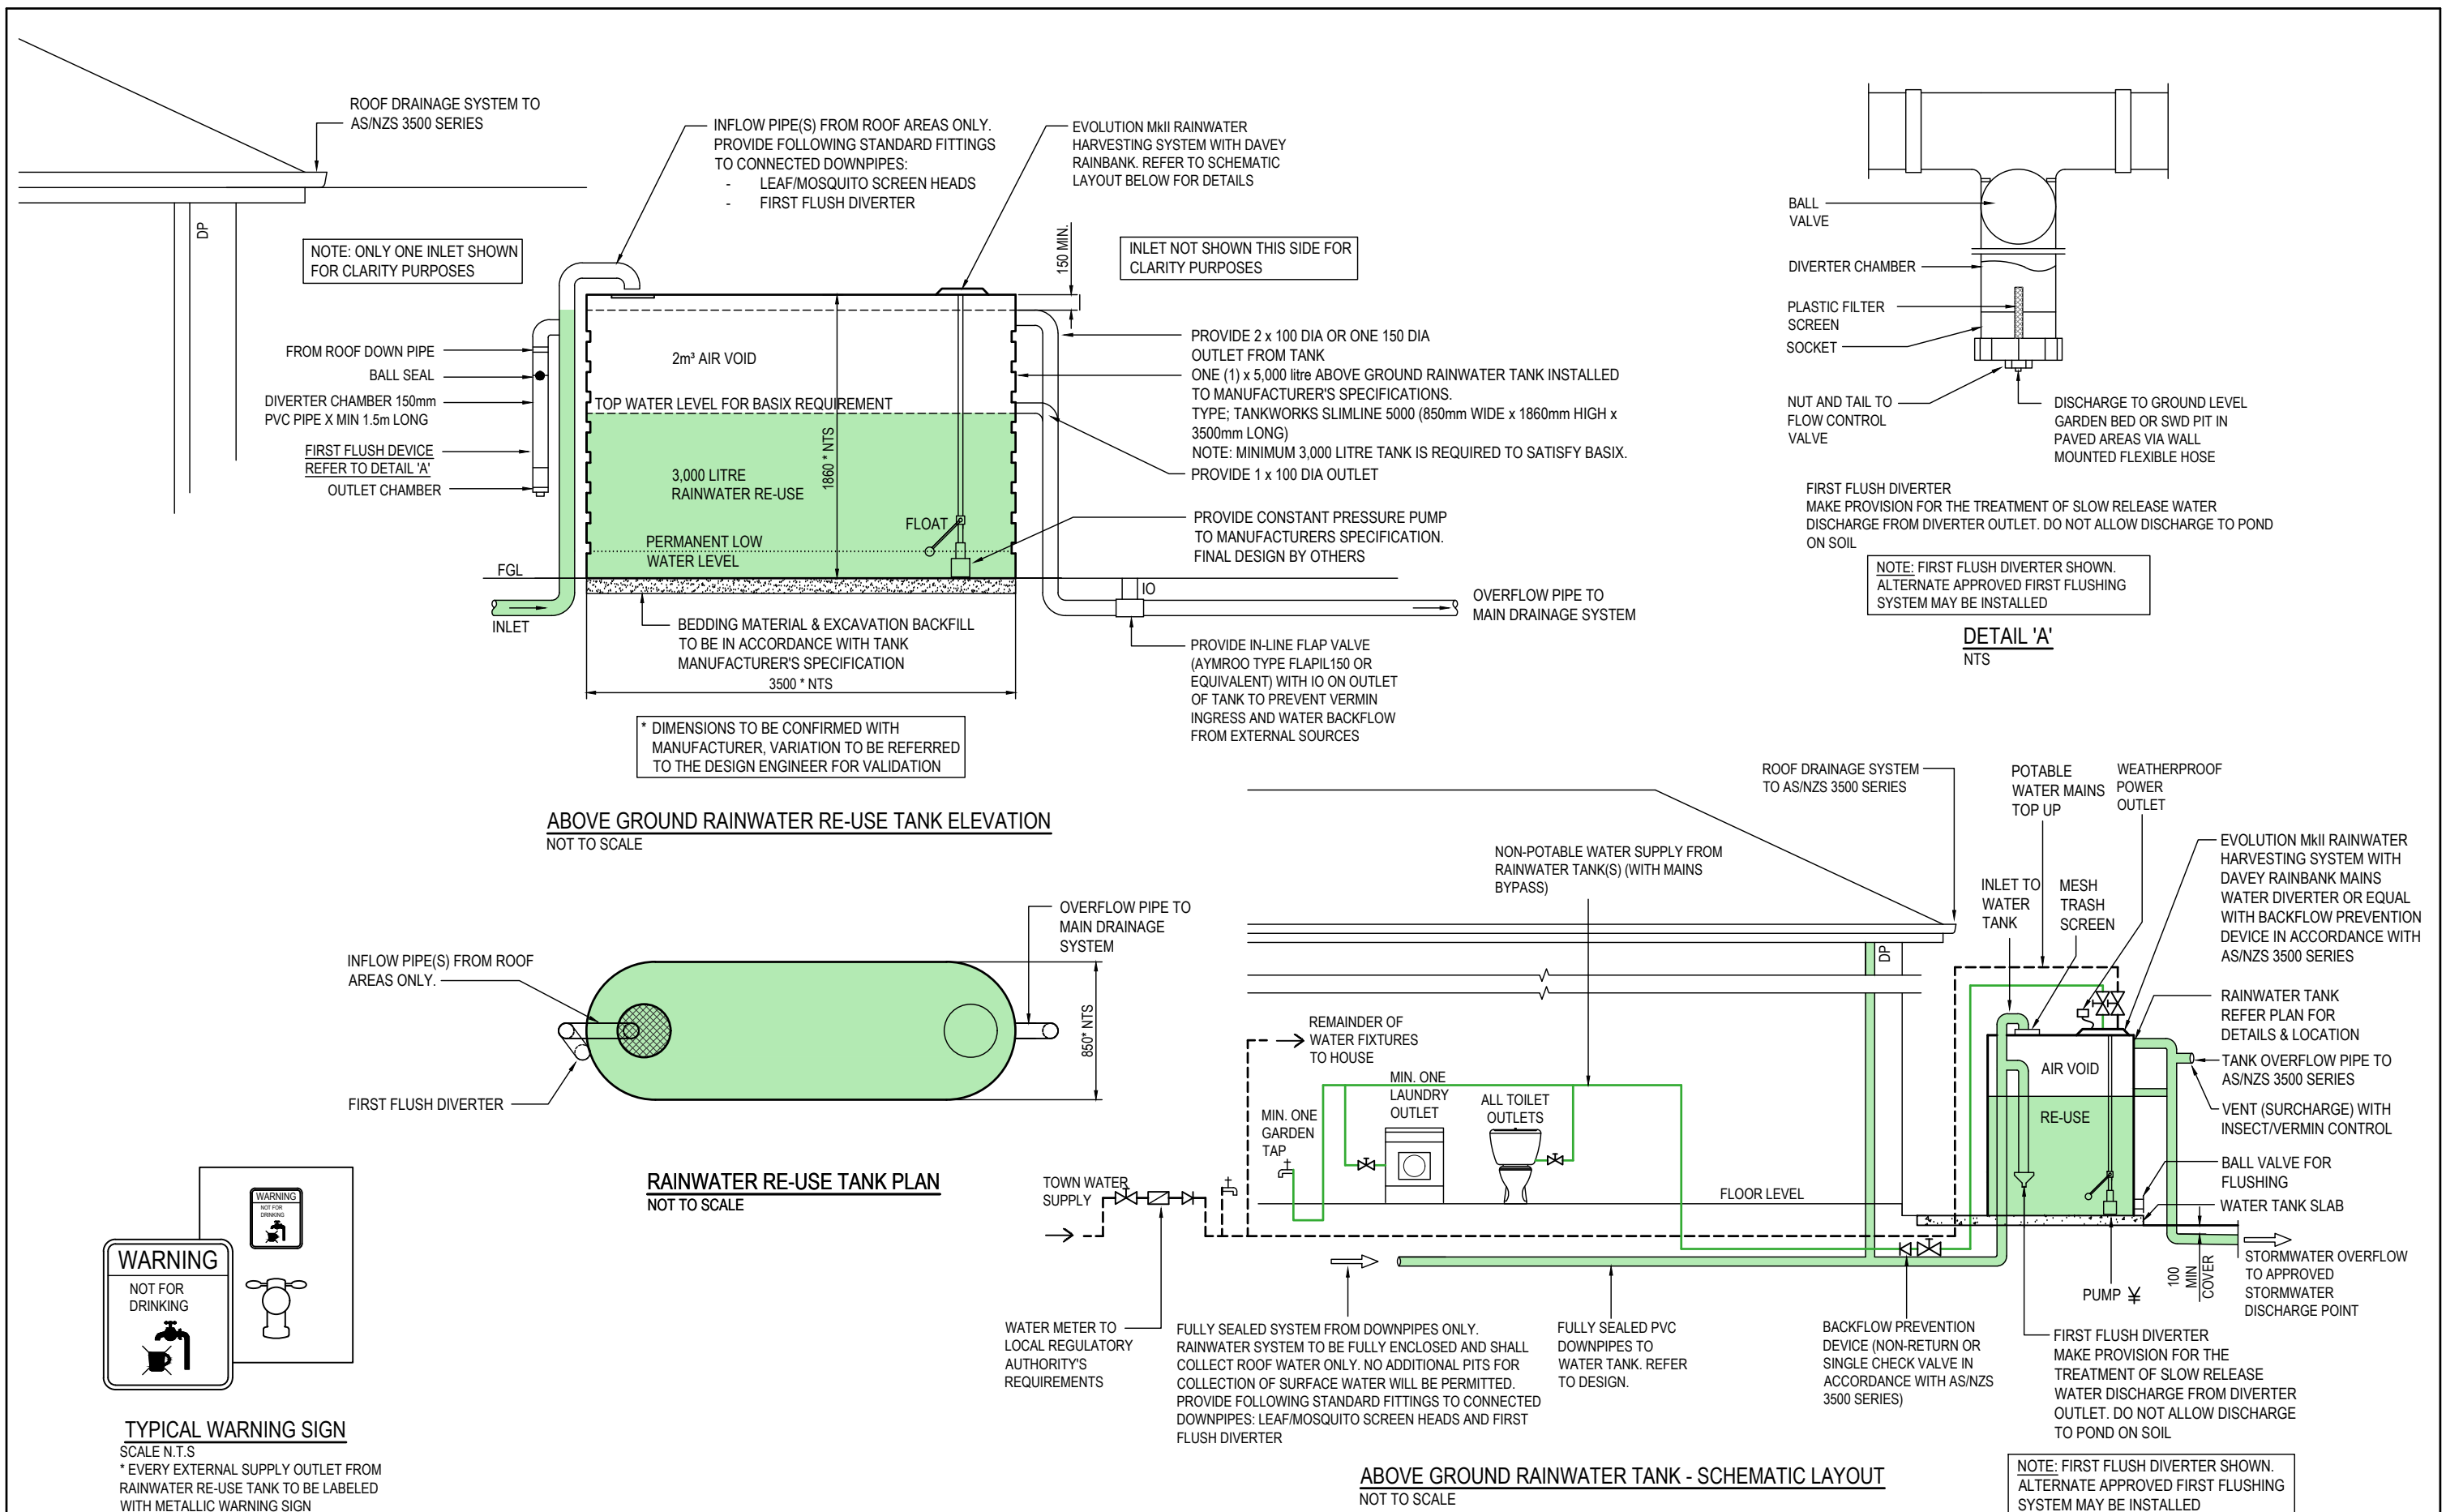 ROOF DRAINAGE SYSTEM TO
AS/NZS 3500 SERIES
DP
NOTE: ONLY ONE INLET SHOWN
FOR CLARITY PURPOSES
INFLOW PIPE(S) FROM ROOF AREAS ONLY.
PROVIDE FOLLOWING STANDARD FITTINGS
TO CONNECTED DOWNPIPES:
- LEAF/MOSQUITO SCREEN HEADS
- FIRST FLUSH DIVERTER
EVOLUTION MkII RAINWATER
HARVESTING SYSTEM WITH DAVEY
RAINBANK. REFER TO SCHEMATIC
LAYOUT BELOW FOR DETAILS
150 MIN.
INLET NOT SHOWN THIS SIDE FOR
CLARITY PURPOSES
FROM ROOF DOWN PIPE
BALL SEAL
DIVERTER CHAMBER 150mm
PVC PIPE X MIN 1.5m LONG
FIRST FLUSH DEVICE
REFER TO DETAIL 'A'
OUTLET CHAMBER
2m³ AIR VOID
TOP WATER LEVEL FOR BASIX REQUIREMENT
1860 * NTS
3,000 LITRE
RAINWATER RE-USE
FLOAT
PERMANENT LOW
WATER LEVEL
FGL
INLET
PROVIDE 2 x 100 DIA OR ONE 150 DIA
OUTLET FROM TANK
ONE (1) x 5,000 litre ABOVE GROUND RAINWATER TANK INSTALLED
TO MANUFACTURER'S SPECIFICATIONS.
TYPE; TANKWORKS SLIMLINE 5000 (850mm WIDE x 1860mm HIGH x
3500mm LONG)
NOTE: MINIMUM 3,000 LITRE TANK IS REQUIRED TO SATISFY BASIX.
PROVIDE 1 x 100 DIA OUTLET
PROVIDE CONSTANT PRESSURE PUMP
TO MANUFACTURERS SPECIFICATION.
FINAL DESIGN BY OTHERS
IO
OVERFLOW PIPE TO
MAIN DRAINAGE SYSTEM
BEDDING MATERIAL & EXCAVATION BACKFILL
TO BE IN ACCORDANCE WITH TANK
MANUFACTURER'S SPECIFICATION
3500 * NTS
PROVIDE IN-LINE FLAP VALVE
(AYMROO TYPE FLAPIL150 OR
EQUIVALENT) WITH IO ON OUTLET
OF TANK TO PREVENT VERMIN
INGRESS AND WATER BACKFLOW
FROM EXTERNAL SOURCES
* DIMENSIONS TO BE CONFIRMED WITH
MANUFACTURER, VARIATION TO BE REFERRED
TO THE DESIGN ENGINEER FOR VALIDATION
ABOVE GROUND RAINWATER RE-USE TANK ELEVATION
NOT TO SCALE
BALL
VALVE
DIVERTER CHAMBER
PLASTIC FILTER
SCREEN
SOCKET
NUT AND TAIL TO
FLOW CONTROL
VALVE
DISCHARGE TO GROUND LEVEL
GARDEN BED OR SWD PIT IN
PAVED AREAS VIA WALL
MOUNTED FLEXIBLE HOSE
FIRST FLUSH DIVERTER
MAKE PROVISION FOR THE TREATMENT OF SLOW RELEASE WATER
DISCHARGE FROM DIVERTER OUTLET. DO NOT ALLOW DISCHARGE TO POND
ON SOIL
NOTE: FIRST FLUSH DIVERTER SHOWN.
ALTERNATE APPROVED FIRST FLUSHING
SYSTEM MAY BE INSTALLED
DETAIL 'A'
NTS
INFLOW PIPE(S) FROM ROOF
AREAS ONLY.
FIRST FLUSH DIVERTER
OVERFLOW PIPE TO
MAIN DRAINAGE
SYSTEM
850* NTS
RAINWATER RE-USE TANK PLAN
NOT TO SCALE
WARNING
NOT FOR
DRINKING
WARNING
NOT FOR
DRINKING
TYPICAL WARNING SIGN
SCALE N.T.S
* EVERY EXTERNAL SUPPLY OUTLET FROM
RAINWATER RE-USE TANK TO BE LABELED
WITH METALLIC WARNING SIGN
ROOF DRAINAGE SYSTEM
TO AS/NZS 3500 SERIES
POTABLE
WATER MAINS
TOP UP
WEATHERPROOF
POWER
OUTLET
NON-POTABLE WATER SUPPLY FROM
RAINWATER TANK(S) (WITH MAINS
BYPASS)
INLET TO
WATER
TANK
MESH
TRASH
SCREEN
EVOLUTION MkII RAINWATER
HARVESTING SYSTEM WITH
DAVEY RAINBANK MAINS
WATER DIVERTER OR EQUAL
WITH BACKFLOW PREVENTION
DEVICE IN ACCORDANCE WITH
AS/NZS 3500 SERIES
DP
RAINWATER TANK
REFER PLAN FOR
DETAILS & LOCATION
TANK OVERFLOW PIPE TO
AS/NZS 3500 SERIES
VENT (SURCHARGE) WITH
INSECT/VERMIN CONTROL
BALL VALVE FOR
FLUSHING
WATER TANK SLAB
AIR VOID
RE-USE
REMAINDER OF
WATER FIXTURES
TO HOUSE
MIN. ONE
LAUNDRY
OUTLET
ALL TOILET
OUTLETS
MIN. ONE
GARDEN
TAP
TOWN WATER
SUPPLY
FLOOR LEVEL
100
MIN
COVER
PUMP ¥
STORMWATER OVERFLOW
TO APPROVED
STORMWATER
DISCHARGE POINT
WATER METER TO
LOCAL REGULATORY
AUTHORITY'S
REQUIREMENTS
FULLY SEALED SYSTEM FROM DOWNPIPES ONLY.
RAINWATER SYSTEM TO BE FULLY ENCLOSED AND SHALL
COLLECT ROOF WATER ONLY. NO ADDITIONAL PITS FOR
COLLECTION OF SURFACE WATER WILL BE PERMITTED.
PROVIDE FOLLOWING STANDARD FITTINGS TO CONNECTED
DOWNPIPES: LEAF/MOSQUITO SCREEN HEADS AND FIRST
FLUSH DIVERTER
FULLY SEALED PVC
DOWNPIPES TO
WATER TANK. REFER
TO DESIGN.
BACKFLOW PREVENTION
DEVICE (NON-RETURN OR
SINGLE CHECK VALVE IN
ACCORDANCE WITH AS/NZS
3500 SERIES)
FIRST FLUSH DIVERTER
MAKE PROVISION FOR THE
TREATMENT OF SLOW RELEASE
WATER DISCHARGE FROM DIVERTER
OUTLET. DO NOT ALLOW DISCHARGE
TO POND ON SOIL
ABOVE GROUND RAINWATER TANK - SCHEMATIC LAYOUT
NOT TO SCALE
NOTE: FIRST FLUSH DIVERTER SHOWN.
ALTERNATE APPROVED FIRST FLUSHING
SYSTEM MAY BE INSTALLED